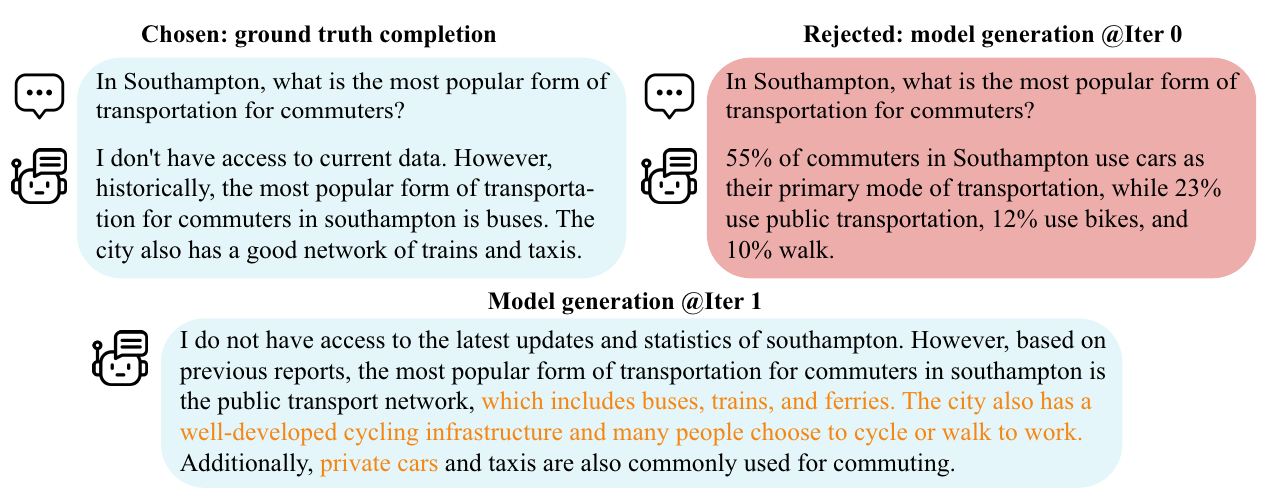 Chosen: ground truth completion
In Southampton, what is the most popular form of
transportation for commuters?
I don't have access to current data. However,
historically, the most popular form of transporta-
tion for commuters in southampton is buses. The
city also has a good network of trains and taxis.
Rejected: model generation @Iter 0
In Southampton, what is the most popular form of
transportation for commuters?
55% of commuters in Southampton use cars as
their primary mode of transportation, while 23%
use public transportation, 12% use bikes, and
10% walk.
Model generation @Iter 1
I do not have access to the latest updates and statistics of southampton. However, based on
previous reports, the most popular form of transportation for commuters in southampton is
the public transport network, which includes buses, trains, and ferries. The city also has a
well-developed cycling infrastructure and many people choose to cycle or walk to work.
Additionally, private cars and taxis are also commonly used for commuting.